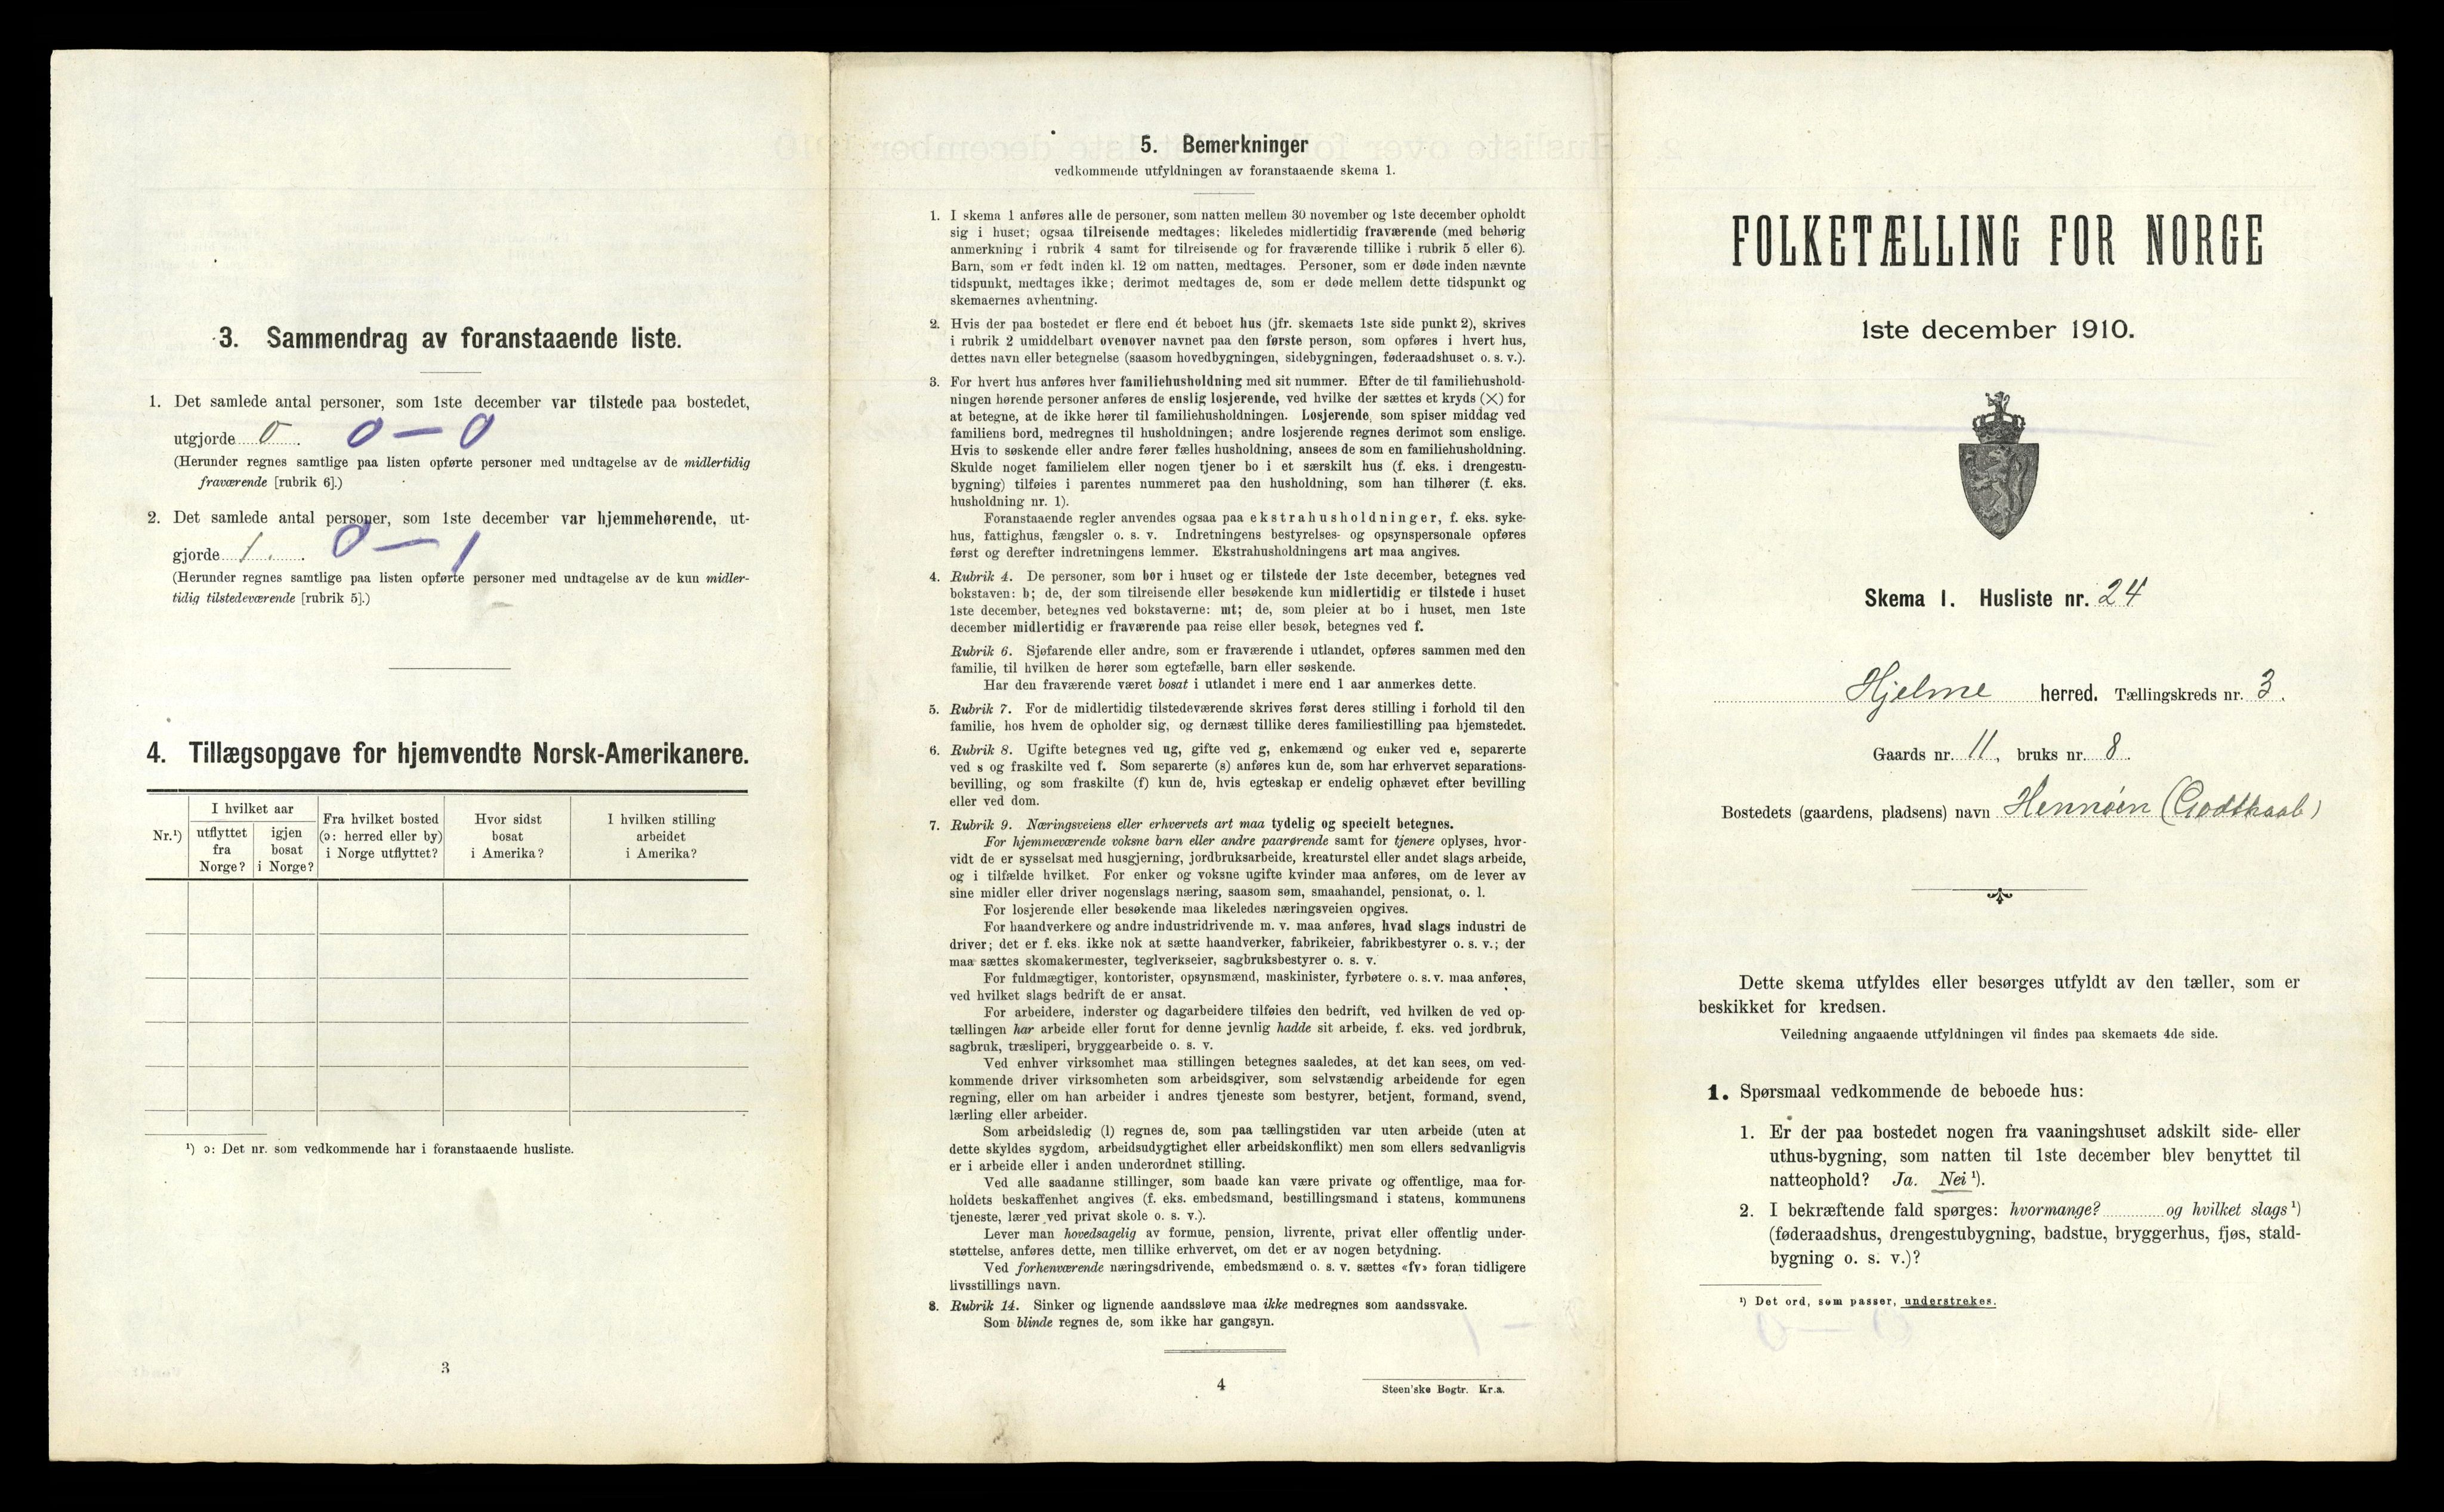 3. Sammendrag av foranstaaende liste.
1. Det samlede antal personer, som 1ste december var tilstede paa bostedet,
utgjorde 0 . 0 — 0
(Herunder regnes samtlige paa listen opførte personer med undtagelse av de midlertidig
fraværende [rubrik 6].)
2. Det samlede antal personer, som 1ste december var hjemmehørende, ut-
gjorde 1. . 0 — 1
(Herunder regnes samtlige paa listen opførte personer med undtagelse av de kun midler-
tidig tilstedeværende [rubrik 5].)
4. Tillægsopgave for hjemvendte Norsk-Amerikanere.
Nr.¹)
I hvilket aar
utflyttet
fra
Norge?
igjen
bosat
i Norge?
Fra hvilket bosted
(ɔ: herred eller by)
i Norge utflyttet?
Hvor sidst
bosat
i Amerika?
I hvilken stilling
arbeidet
i Amerika?
¹) ɔ: Det nr. som vedkommende har i foranstaaende husliste.
3
5. Bemerkninger
vedkommende utfyldningen av foranstaaende skema 1.
1. I skema 1 anføres alle de personer, som natten mellem 30 november og 1ste december opholdt
sig i huset; ogsaa tilreisende medtages; likeledes midlertidig fraværende (med behørig
anmerkning i rubrik 4 samt for tilreisende og for fraværende tillike i rubrik 5 eller 6).
Barn, som er født inden kl. 12 om natten, medtages. Personer, som er døde inden nævnte
tidspunkt, medtages ikke; derimot medtages de, som er døde mellem dette tidspunkt og
skemaernes avhentning.
2. Hvis der paa bostedet er flere end ét beboet hus (jfr. skemaets 1ste side punkt 2), skrives
i rubrik 2 umiddelbart ovenover navnet paa den første person, som opføres i hvert hus,
dettes navn eller betegnelse (saasom hovedbygningen, sidebygningen, føderaadshuset o. s. v.).
3. For hvert hus anføres hver familiehusholdning med sit nummer. Efter de til familiehushold-
ningen hørende personer anføres de enslig losjerende, ved hvilke der sættes et kryds (×) for
at betegne, at de ikke hører til familiehusholdningen. Losjerende, som spiser middag ved
familiens bord, medregnes til husholdningen; andre losjerende regnes derimot som enslige.
Hvis to søskende eller andre fører fælles husholdning, ansees de som en familiehusholdning.
Skulde noget familielem eller nogen tjener bo i et særskilt hus (f. eks. i drengestu-
bygning) tilføies i parentes nummeret paa den husholdning, som han tilhører (f. eks.
husholdning nr. 1).
Foranstaaende regler anvendes ogsaa paa ekstrahusholdninger, f. eks. syke-
hus, fattighus, fængsler o. s. v. Indretningens bestyrelses- og opsynspersonale opføres
først og derefter indretningens lemmer. Ekstrahusholdningens art maa angives.
4. Rubrik 4. De personer, som bor i huset og er tilstede der 1ste december, betegnes ved
bokstaven: b; de, der som tilreisende eller besøkende kun midlertidig er tilstede i huset
1ste december, betegnes ved bokstaverne: mt; de, som pleier at bo i huset, men 1ste
december midlertidig er fraværende paa reise eller besøk, betegnes ved f.
Rubrik 6. Sjøfarende eller andre, som er fraværende i utlandet, opføres sammen med den
familie, til hvilken de hører som egtefælle, barn eller søskende.
Har den fraværende været bosat i utlandet i mere end 1 aar anmerkes dette.
5. Rubrik 7. For de midlertidig tilstedeværende skrives først deres stilling i forhold til den
familie, hos hvem de opholder sig, og dernæst tillike deres familiestilling paa hjemstedet.
6. Rubrik 8. Ugifte betegnes ved ug, gifte ved g, enkemænd og enker ved e, separerte
ved s og fraskilte ved f. Som separerte (s) anføres kun de, som har erhvervet separations-
bevilling, og som fraskilte (f) kun de, hvis egteskap er endelig ophævet efter bevilling
eller ved dom.
7. Rubrik 9. Næringsveiens eller erhvervets art maa tydelig og specielt betegnes.
For hjemmeværende voksne barn eller andre paarørende samt for tjenere oplyses, hvor-
vidt de er sysselsat med husgjerning, jordbruksarbeide, kreaturstel eller andet slags arbeide,
og i tilfælde hvilket. For enker og voksne ugifte kvinder maa anføres, om de lever av
sine midler eller driver nogenslags næring, saasom søm, smaahandel, pensionat, o. l.
For losjerende eller besøkende maa likeledes næringsveien opgives.
For haandverkere og andre industridrivende m. v. maa anføres, hvad slags industri de
driver; det er f. eks. ikke nok at sætte haandverker, fabrikeier, fabrikbestyrer o. s. v.; der
maa sættes skomakermester, teglverkseier, sagbruksbestyrer o. s. v.
For fuldmægtiger, kontorister, opsynsmænd, maskinister, fyrbøtere o. s. v. maa anføres,
ved hvilket slags bedrift de er ansat.
For arbeidere, inderster og dagarbeidere tilføies den bedrift, ved hvilken de ved op-
tællingen har arbeide eller forut for denne jevnlig hadde sit arbeide, f. eks. ved jordbruk,
sagbruk, træsliperi, bryggearbeide o. s. v.
Ved enhver virksomhet maa stillingen betegnes saaledes, at det kan sees, om ved-
kommende driver virksomheten som arbeidsgiver, som selvstændig arbeidende for egen
regning, eller om han arbeider i andres tjeneste som bestyrer, betjent, formand, svend,
lærling eller arbeider.
Som arbeidsledig (l) regnes de, som paa tællingstiden var uten arbeide (uten at
dette skyldes sygdom, arbeidsudygtighet eller arbeidskonflikt) men som ellers sedvanligvis
er i arbeide eller i anden underordnet stilling.
Ved alle saadanne stillinger, som baade kan være private og offentlige, maa for-
holdets beskaffenhet angives (f. eks. embedsmand, bestillingsmand i statens, kommunens
tjeneste, lærer ved privat skole o. s. v.).
Lever man hovedsagelig av formue, pension, livrente, privat eller offentlig under-
støttelse, anføres dette, men tillike erhvervet, om det er av nogen betydning.
Ved forhenværende næringsdrivende, embedsmænd o. s. v. sættes «fv» foran tidligere
livsstillings navn.
8. Rubrik 14. Sinker og lignende aandssløve maa ikke medregnes som aandssvake.
Som blinde regnes de, som ikke har gangsyn.
4
Steen'ske Bogtr. Kr.a.
FOLKETÆLLING FOR NORGE
1ste december 1910.
Skema 1. Husliste nr. 24
Hjelme herred. Tællingskreds nr. 3.
Gaards nr. 11, bruks nr. 8.
Bostedets (gaardens, pladsens) navn Hennøen (Godthaab)
Dette skema utfyldes eller besørges utfyldt av den tæller, som er
beskikket for kredsen.
Veiledning angaaende utfyldningen vil findes paa skemaets 4de side.
1. Spørsmaal vedkommende de beboede hus:
1. Er der paa bostedet nogen fra vaaningshuset adskilt side- eller
uthus-bygning, som natten til 1ste december blev benyttet til
natteophold? Ja. Nei ¹).
2. I bekræftende fald spørges: hvormange? og hvilket slags ¹)
(føderaadshus, drengestubygning, badstue, bryggerhus, fjøs, stald-
bygning o. s. v.)?
¹) Det ord, som passer, understrekes.